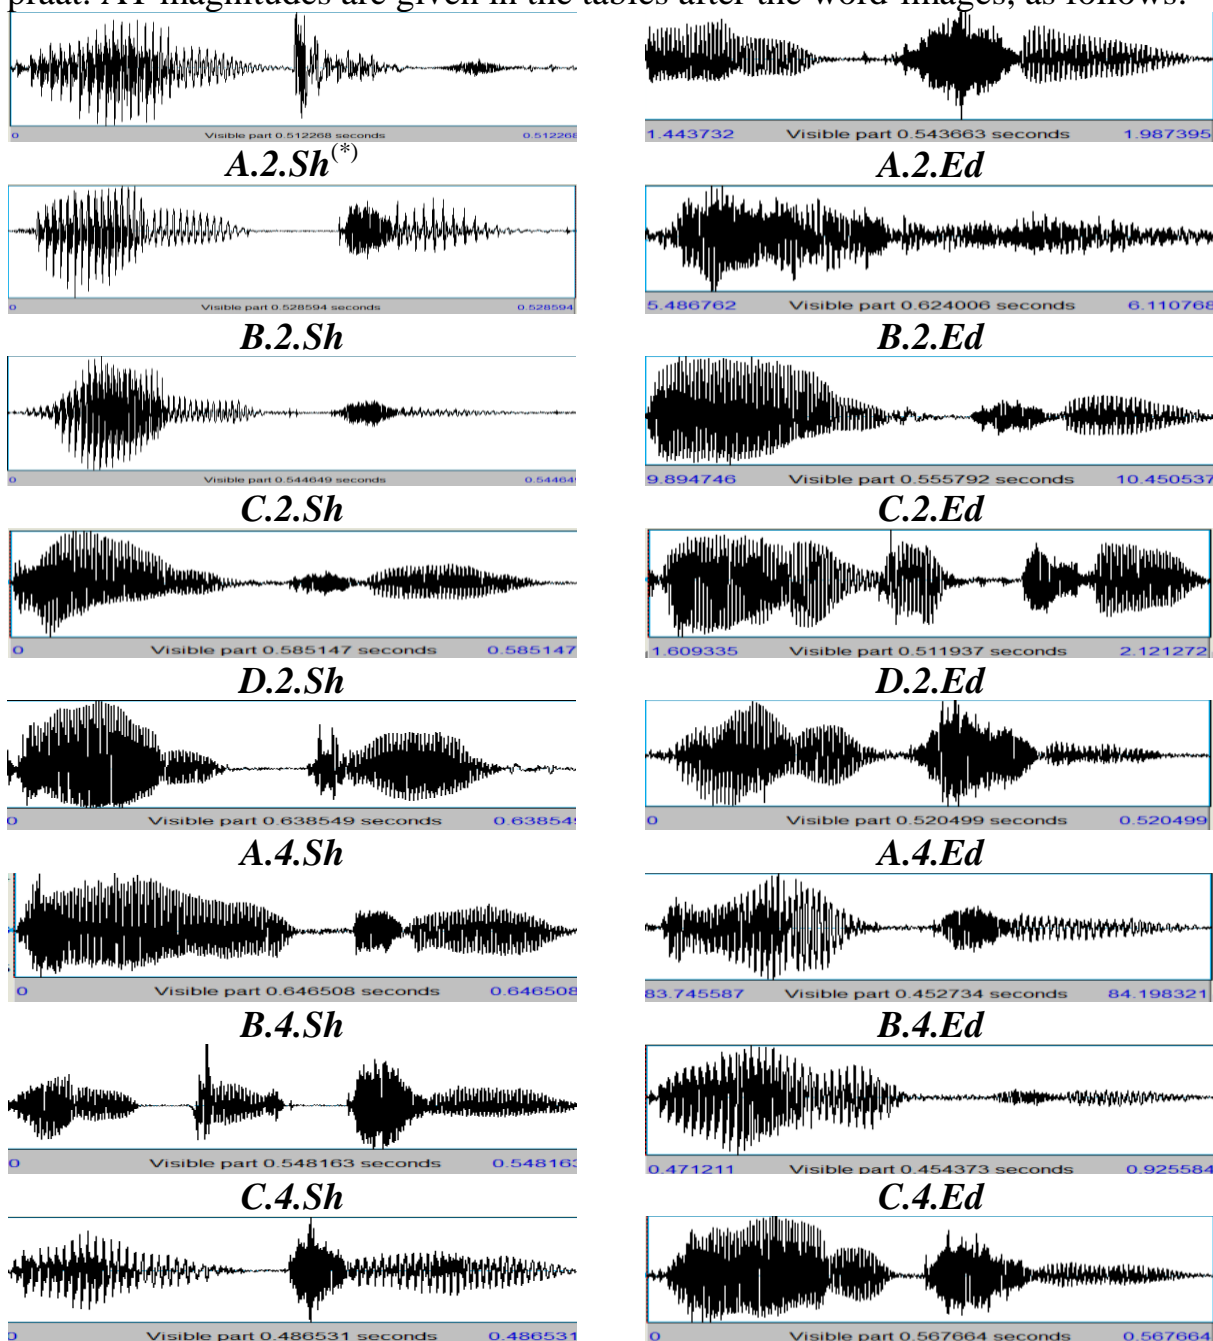 praat. AT magnitudes are given in the tables after the word-images, as follows:
0 Visible part 0.512268 seconds 0.512268
1.443732 Visible part 0.543663 seconds 1.987395
A.2.Sh(*) A.2.Ed
0 Visible part 0.528594 seconds 0.528594
5.486762 Visible part 0.624006 seconds 6.110768
B.2.Sh B.2.Ed
0 Visible part 0.544649 seconds 0.54464
9.894746 Visible part 0.555792 seconds 10.450537
C.2.Sh C.2.Ed
0 Visible part 0.585147 seconds 0.585147
1.609335 Visible part 0.511937 seconds 2.121272
D.2.Sh D.2.Ed
0 Visible part 0.638549 seconds 0.63854
0 Visible part 0.520499 seconds 0.520499
A.4.Sh A.4.Ed
0 Visible part 0.646508 seconds 0.646508
83.745587 Visible part 0.452734 seconds 84.198321
B.4.Sh B.4.Ed
0 Visible part 0.548163 seconds 0.548163
0.471211 Visible part 0.454373 seconds 0.925584
C.4.Sh C.4.Ed
0 Visible part 0.486531 seconds 0.486531
0 Visible part 0.567664 seconds 0.567664